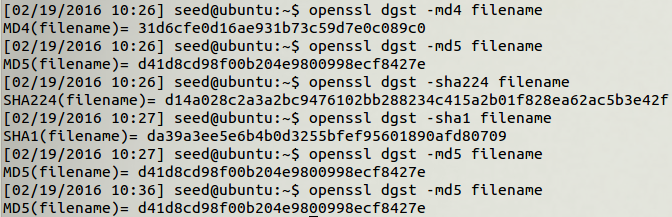 [02/19/2016 10:26] seed@ubuntu:~$ openssl dgst -md4 filename
MD4(filename)= 31d6cfe0d16ae931b73c59d7e0c089c0
[02/19/2016 10:26] seed@ubuntu:~$ openssl dgst -md5 filename
MD5(filename)= d41d8cd98f00b204e9800998ecf8427e
[02/19/2016 10:26] seed@ubuntu:~$ openssl dgst -sha224 filename
SHA224(filename)= d14a028c2a3a2bc9476102bb288234c415a2b01f828ea62ac5b3e42f
[02/19/2016 10:27] seed@ubuntu:~$ openssl dgst -sha1 filename
SHA1(filename)= da39a3ee5e6b4b0d3255bfef95601890afd80709
[02/19/2016 10:27] seed@ubuntu:~$ openssl dgst -md5 filename
MD5(filename)= d41d8cd98f00b204e9800998ecf8427e
[02/19/2016 10:36] seed@ubuntu:~$ openssl dgst -md5 filename
MD5(filename)= d41d8cd98f00b204e9800998ecf8427e